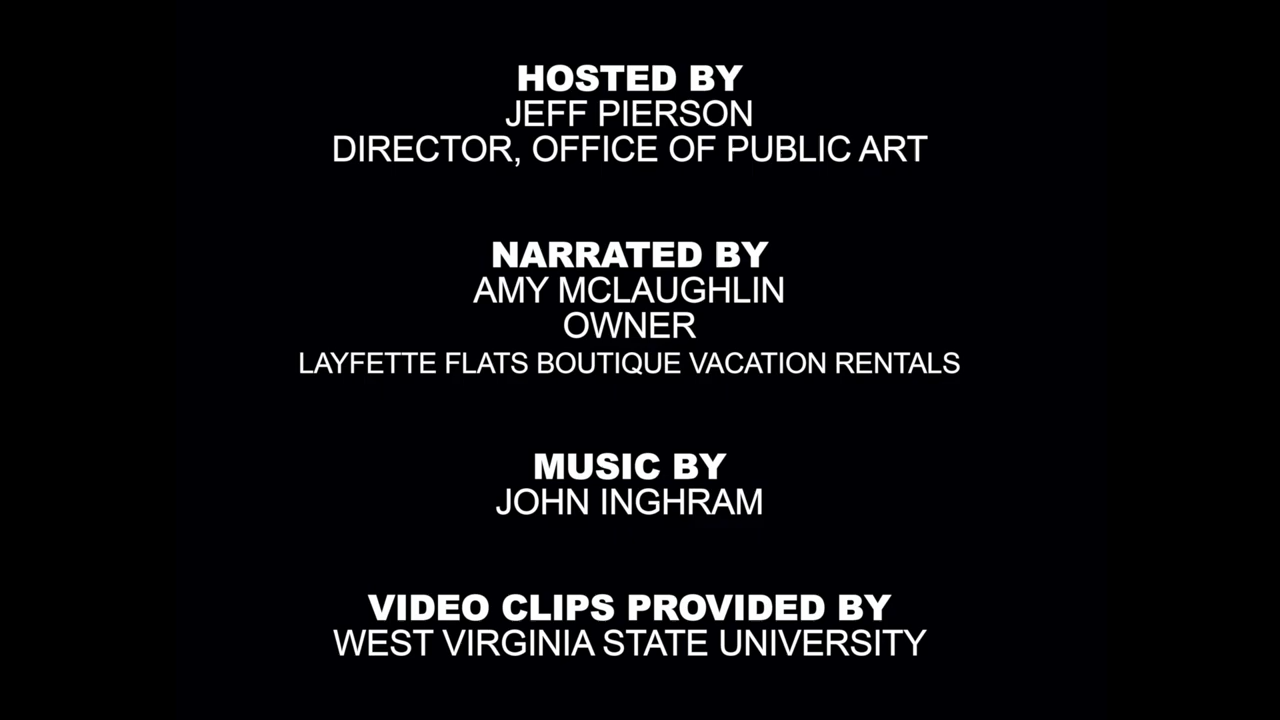 HOSTED BY
JEFF PIERSON
DIRECTOR, OFFICE OF PUBLIC ART
NARRATED BY
AMY MCLAUGHLIN
OWNER
LAYFETTE FLATS BOUTIQUE VACATION RENTALS
MUSIC BY
JOHN INGHRAM
VIDEO CLIPS PROVIDED BY
WEST VIRGINIA STATE UNIVERSITY